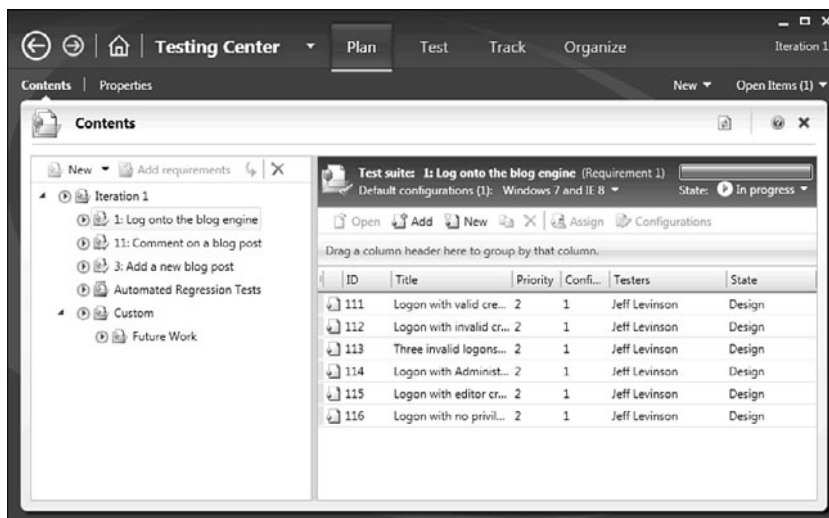 Testing Center Plan Test Track Organize Iteration 1
Contents Properties New Open Items (1)
Contents
New Add requirements
Iteration 1
1: Log onto the blog engine
11: Comment on a blog post
3: Add a new blog post
Automated Regression Tests
Custom
Future Work
Test suite: 1: Log onto the blog engine (Requirement 1)
Default configurations (1): Windows 7 and IE 8 State: In progress
Open Add New Assign Configurations
Drag a column header here to group by that column.
ID Title Priority Confi... Testers State
111 Logon with valid cre... 2 1 Jeff Levinson Design
112 Logon with invalid cr... 2 1 Jeff Levinson Design
113 Three invalid logons... 2 1 Jeff Levinson Design
114 Logon with Administ... 2 1 Jeff Levinson Design
115 Logon with editor cr... 2 1 Jeff Levinson Design
116 Logon with no privil... 2 1 Jeff Levinson Design